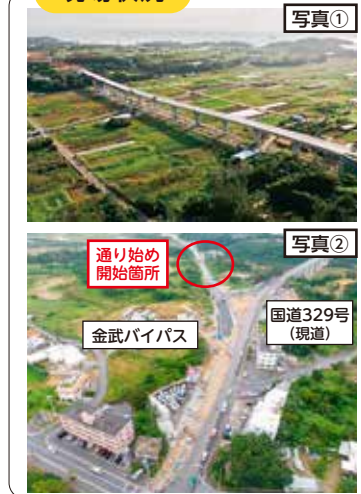 写真①
写真②
通り始め
開始箇所
金武バイパス
国道329号
(現道)